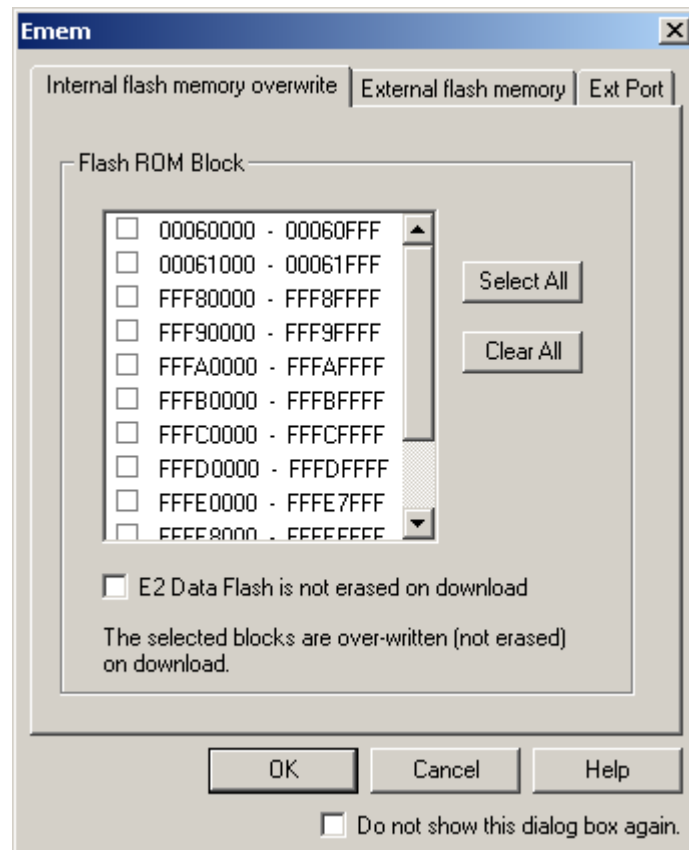 Emem
Internal flash memory overwrite External flash memory Ext Port
Flash ROM Block
00060000 - 00060FFF
00061000 - 00061FFF
FFF80000 - FFF8FFFF
FFF90000 - FFF9FFFF
FFFA0000 - FFFAFFFF
FFFB0000 - FFFBFFFF
FFFC0000 - FFFCFFFF
FFFD0000 - FFFDFFFF
FFFE0000 - FFFE7FFF
FFFE8000 - FFFEFFFF
Select All
Clear All
E2 Data Flash is not erased on download
The selected blocks are over-written (not erased)
on download.
OK Cancel Help
Do not show this dialog box again.